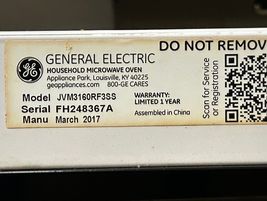 DO NOT REMOV
GE
GENERAL ELECTRIC
HOUSEHOLD MICROWAVE OVEN
Appliance Park, Louisville, KY 40225
geappliances.com 800-GE CARES
Model JVM3160RF3SS
Serial FH248367A
Manu March 2017
WARRANTY:
LIMITED 1 YEAR
Assembled in China
Scan for Service
or Registration